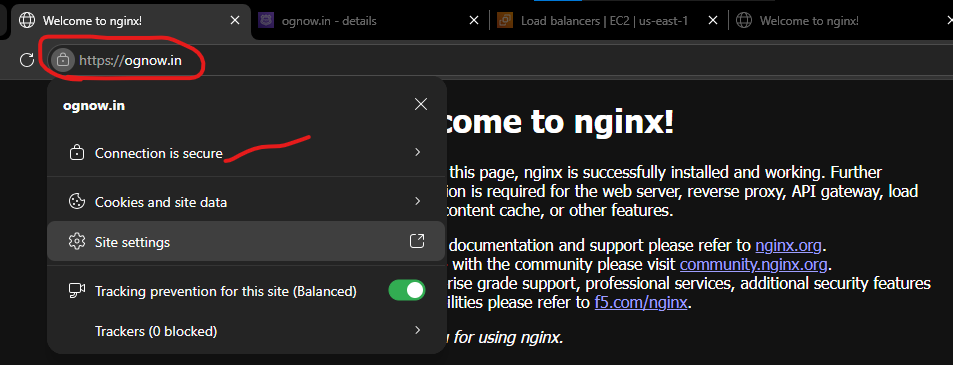 Welcome to nginx!
ognow.in - details
Load balancers | EC2 | us-east-1
Welcome to nginx!
https://ognow.in
ognow.in
Connection is secure
Cookies and site data
Site settings
Tracking prevention for this site (Balanced)
Trackers (0 blocked)
come to nginx!
this page, nginx is successfully installed and working. Further
ion is required for the web server, reverse proxy, API gateway, load
content cache, or other features.
documentation and support please refer to nginx.org.
with the community please visit community.nginx.org.
rise grade support, professional services, additional security features
bilities please refer to f5.com/nginx.
for using nginx.